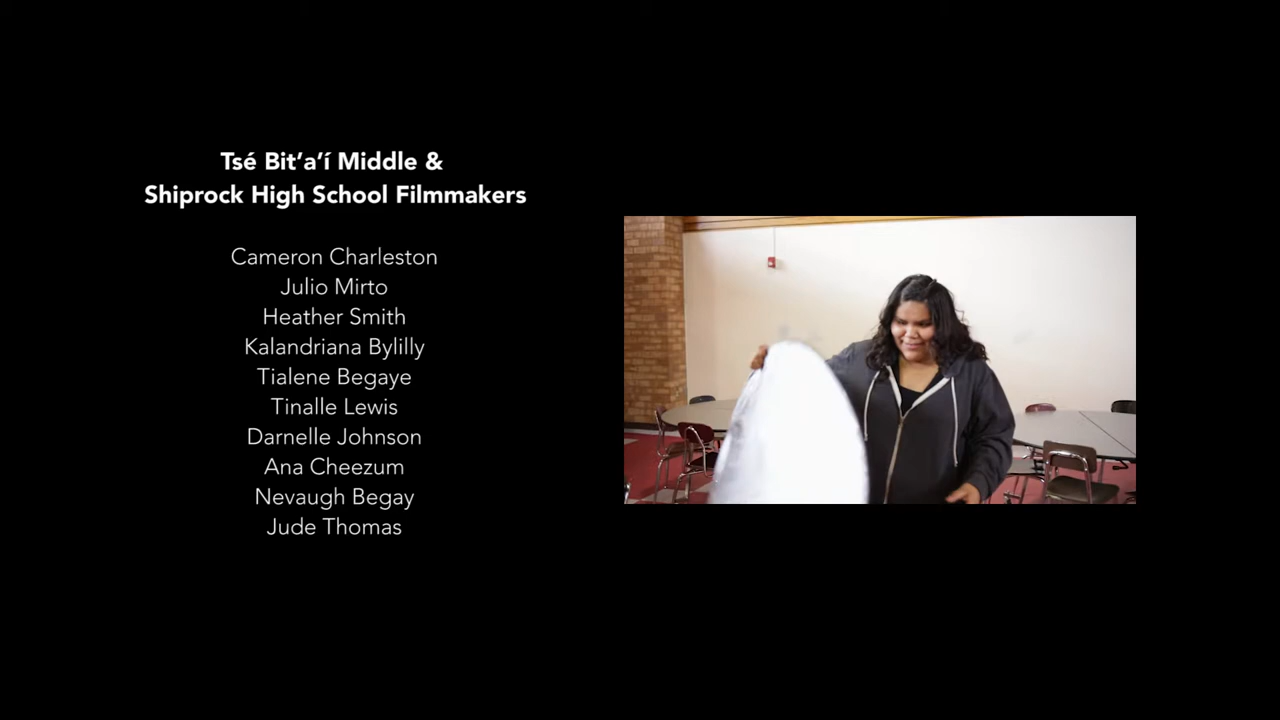 Tsé Bit’a’í Middle &
Shiprock High School Filmmakers
Cameron Charleston
Julio Mirto
Heather Smith
Kalandriana Bylilly
Tialene Begaye
Tinalle Lewis
Darnelle Johnson
Ana Cheezum
Nevaugh Begay
Jude Thomas